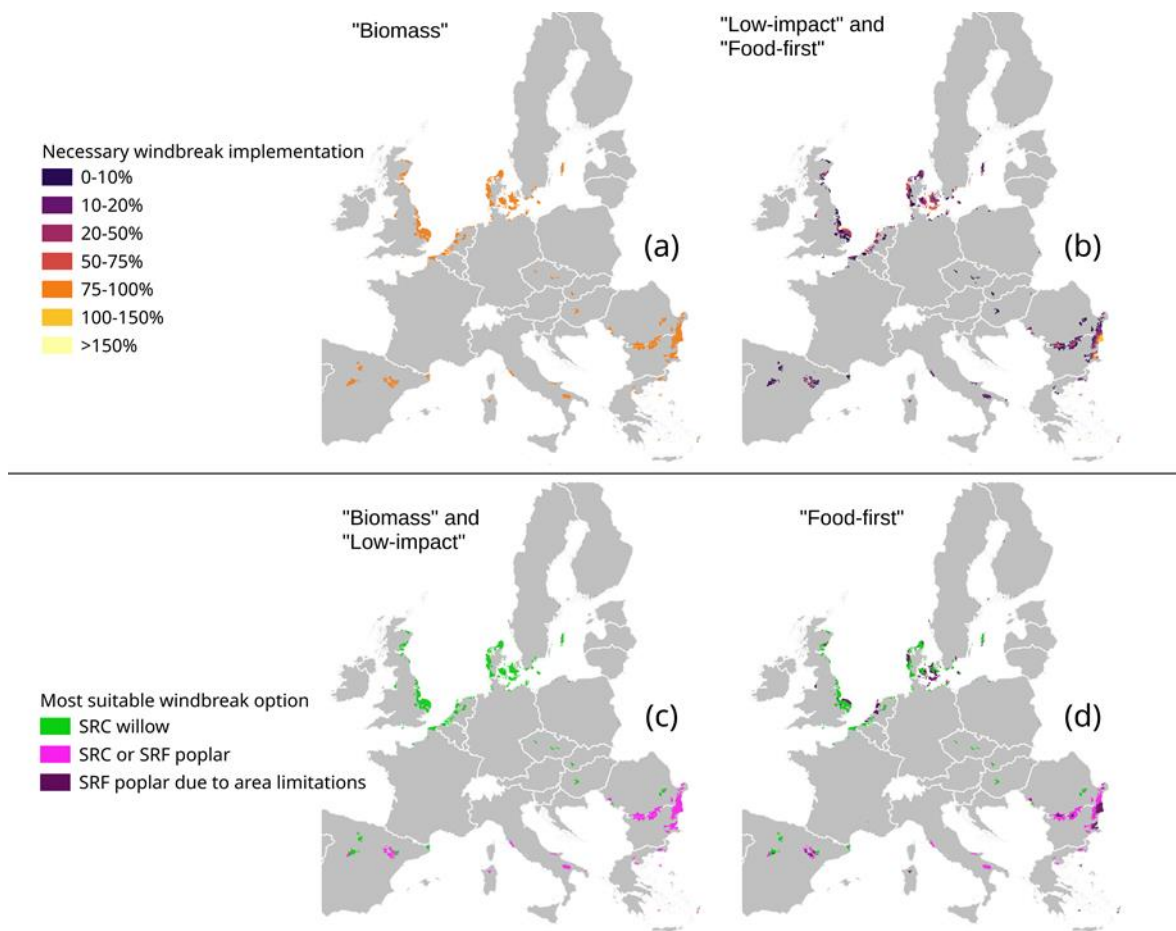 "Biomass"
"Low-impact" and
"Food-first"
Necessary windbreak implementation
0-10%
10-20%
20-50%
50-75%
75-100%
100-150%
>150%
(a)
(b)
"Biomass" and
"Low-impact"
"Food-first"
Most suitable windbreak option
SRC willow
SRC or SRF poplar
SRF poplar due to area limitations
(c)
(d)